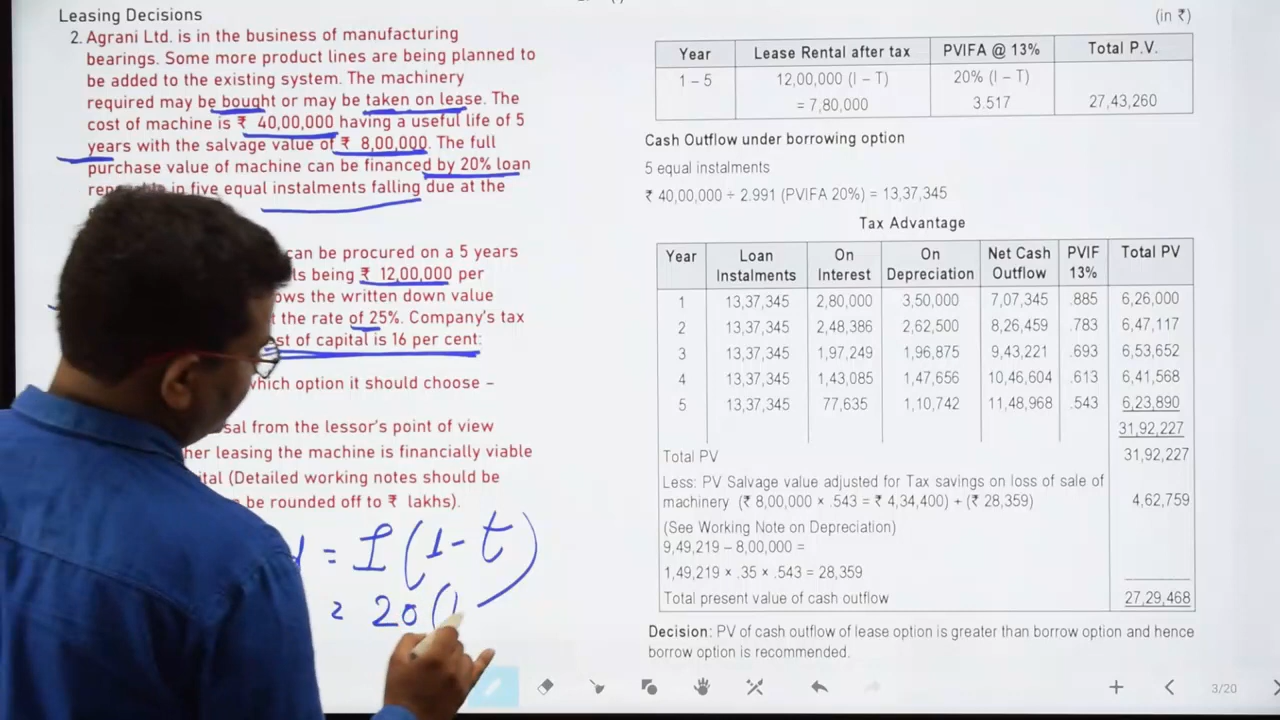 Leasing Decisions
2. Agrani Ltd. is in the business of manufacturing
bearings. Some more product lines are being planned to
be added to the existing system. The machinery
required may be bought or may be taken on lease. The
cost of machine is ₹ 40,00,000 having a useful life of 5
years with the salvage value of ₹ 8,00,000. The full
purchase value of machine can be financed by 20% loan
in five equal instalments falling due at the
can be procured on a 5 years
being ₹ 12,00,000 per
the written down value
the rate of 25%. Company's tax
of capital is 16 per cent:
which option it should choose –
from the lessor's point of view
leasing the machine is financially viable
(Detailed working notes should be
be rounded off to ₹ lakhs).
= I (1 - t)
= 20 (1
(in ₹)
Year Lease Rental after tax PVIFA @ 13% Total P.V.
1 – 5 12,00,000 (I – T) 20% (I – T)
= 7,80,000 3.517 27,43,260
Cash Outflow under borrowing option
5 equal instalments
₹ 40,00,000 ÷ 2.991 (PVIFA 20%) = 13,37,345
Tax Advantage
Year Loan Instalments On Interest On Depreciation Net Cash Outflow PVIF 13% Total PV
1 13,37,345 2,80,000 3,50,000 7,07,345 .885 6,26,000
2 13,37,345 2,48,386 2,62,500 8,26,459 .783 6,47,117
3 13,37,345 1,97,249 1,96,875 9,43,221 .693 6,53,652
4 13,37,345 1,43,085 1,47,656 10,46,604 .613 6,41,568
5 13,37,345 77,635 1,10,742 11,48,968 .543 6,23,890
31,92,227
Total PV 31,92,227
Less: PV Salvage value adjusted for Tax savings on loss of sale of
machinery (₹ 8,00,000 × .543 = ₹ 4,34,400) + (₹ 28,359) 4,62,759
(See Working Note on Depreciation)
9,49,219 – 8,00,000 =
1,49,219 × .35 × .543 = 28,359
Total present value of cash outflow 27,29,468
Decision: PV of cash outflow of lease option is greater than borrow option and hence
borrow option is recommended.
3/20